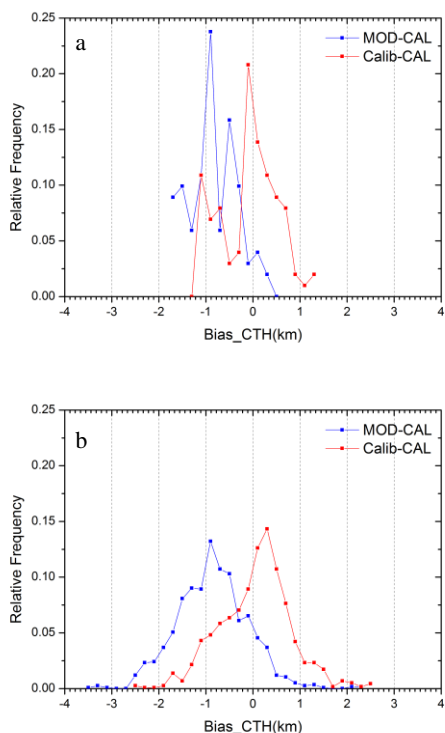 a
MOD-CAL
Calib-CAL
0.25
0.20
0.15
0.10
0.05
0.00
Relative Frequency
-4 -3 -2 -1 0 1 2 3 4
Bias_CTH(km)
b
MOD-CAL
Calib-CAL
0.25
0.20
0.15
0.10
0.05
0.00
Relative Frequency
-4 -3 -2 -1 0 1 2 3 4
Bias_CTH(km)